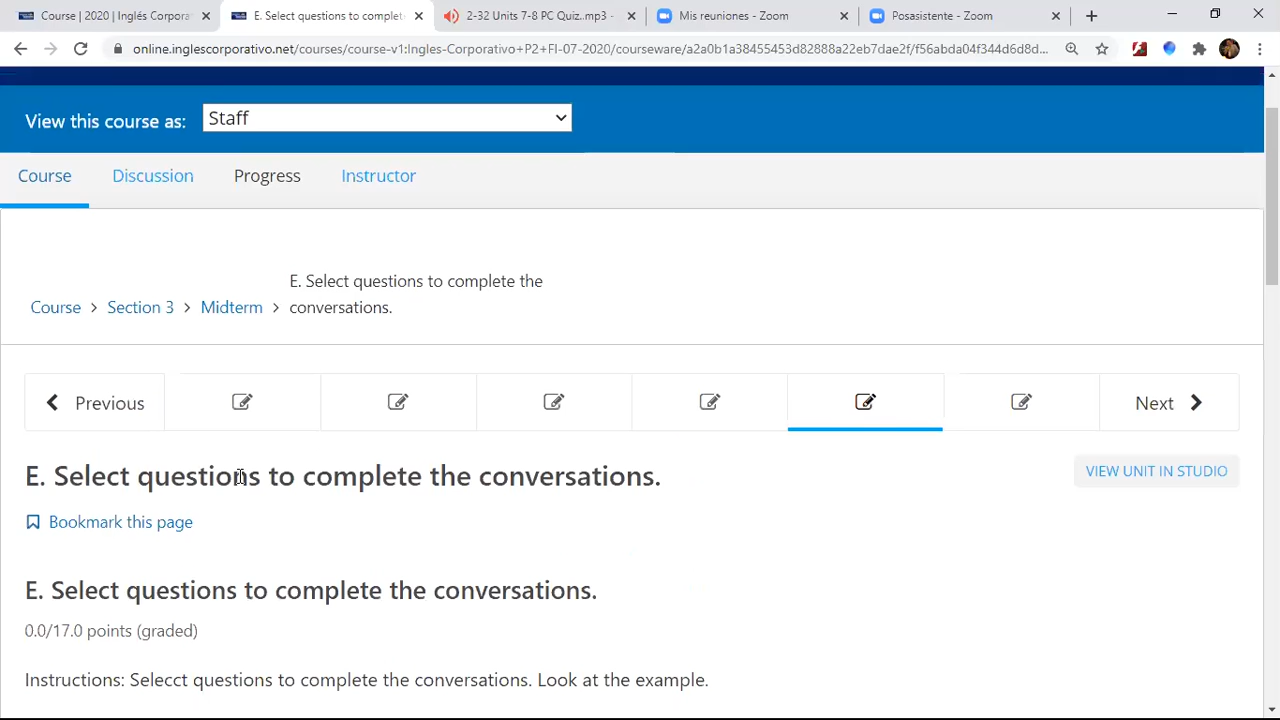 Course | 2020 | Inglés Corpora
E. Select questions to complet
2-32 Units 7-8 PC Quiz..mp3 -
Mis reuniones - Zoom
Posasistente - Zoom
online.inglescorporativo.net/courses/course-v1:Ingles-Corporativo+P2+FI-07-2020/courseware/a2a0b1a38455453d82888a22eb7dae2f/f56abda04f344d6d8d...
View this course as:
Staff
Course
Discussion
Progress
Instructor
Course > Section 3 > Midterm > E. Select questions to complete the
conversations.
Previous
Next
E. Select questions to complete the conversations.
VIEW UNIT IN STUDIO
Bookmark this page
E. Select questions to complete the conversations.
0.0/17.0 points (graded)
Instructions: Selecct questions to complete the conversations. Look at the example.